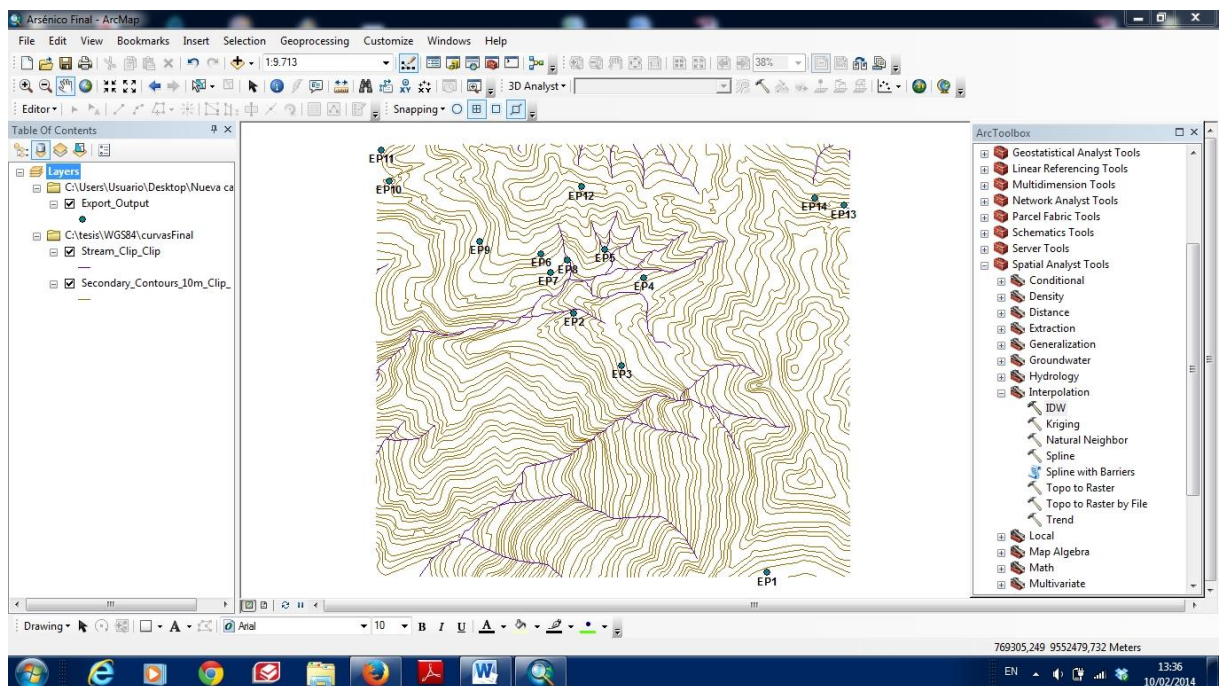 Arsénico Final - ArcMap
File Edit View Bookmarks Insert Selection Geoprocessing Customize Windows Help
1:9.713
38%
3D Analyst
Editor
Snapping
Table Of Contents
Layers
C:\Users\Usuario\Desktop\Nueva ca
Export_Output
C:\tesis\WGS84\curvasFinal
Stream_Clip_Clip
Secondary_Contours_10m_Clip_
EP11
EP10
EP12
EP14
EP13
EP9
EP6
EP8
EP5
EP7
EP4
EP2
EP3
EP1
ArcToolbox
Geostatistical Analyst Tools
Linear Referencing Tools
Multidimension Tools
Network Analyst Tools
Parcel Fabric Tools
Schematics Tools
Server Tools
Spatial Analyst Tools
Conditional
Density
Distance
Extraction
Generalization
Groundwater
Hydrology
Interpolation
IDW
Kriging
Natural Neighbor
Spline
Spline with Barriers
Topo to Raster
Topo to Raster by File
Trend
Local
Map Algebra
Math
Multivariate
Drawing
A
Arial
10
B I U A
769305,249 9552479,732 Meters
EN
13:36
10/02/2014